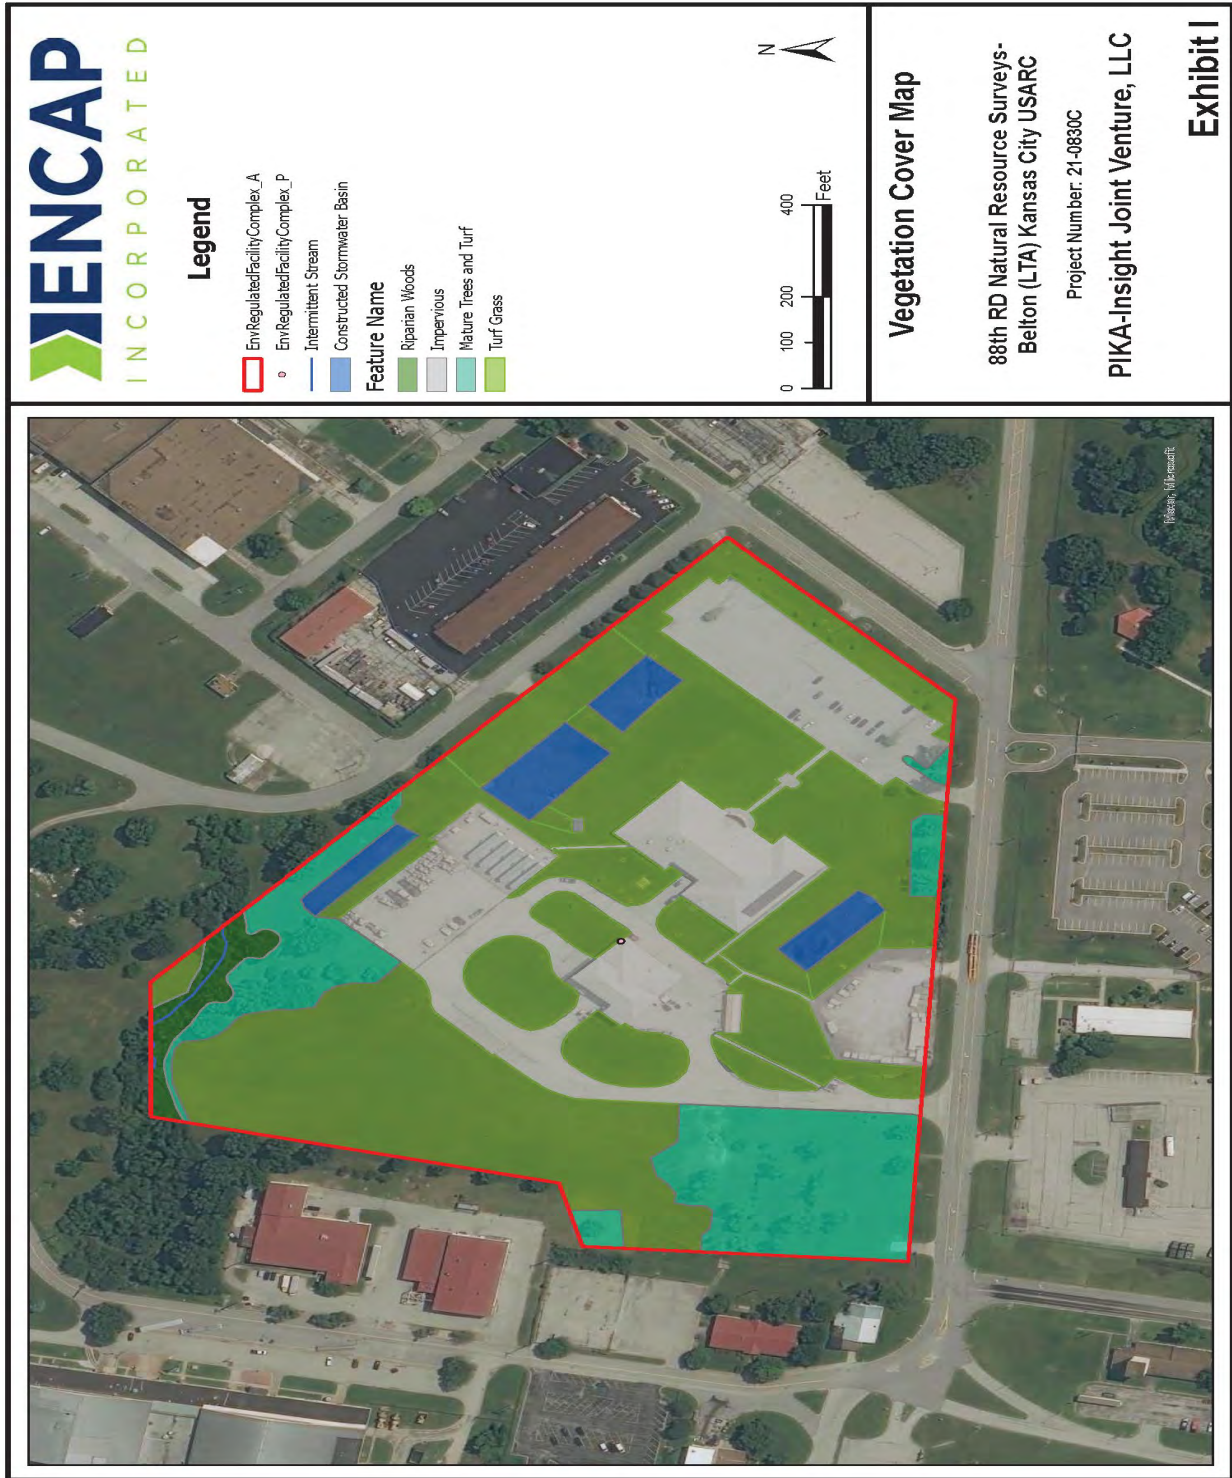 ENCAP
INCORPORATED
Legend
EnvRegulatedFacilityComplex_A
EnvRegulatedFacilityComplex_P
Intermittent Stream
Constructed Stormwater Basin
Feature Name
Riparian Woods
Impervious
Mature Trees and Turf
Turf Grass
N
0 100 200 400
Feet
Vegetation Cover Map
88th RD Natural Resource Surveys-
Belton (LTA) Kansas City USARC
Project Number: 21-0830C
PIKA-Insight Joint Venture, LLC
Exhibit I
Maxar, Microsoft